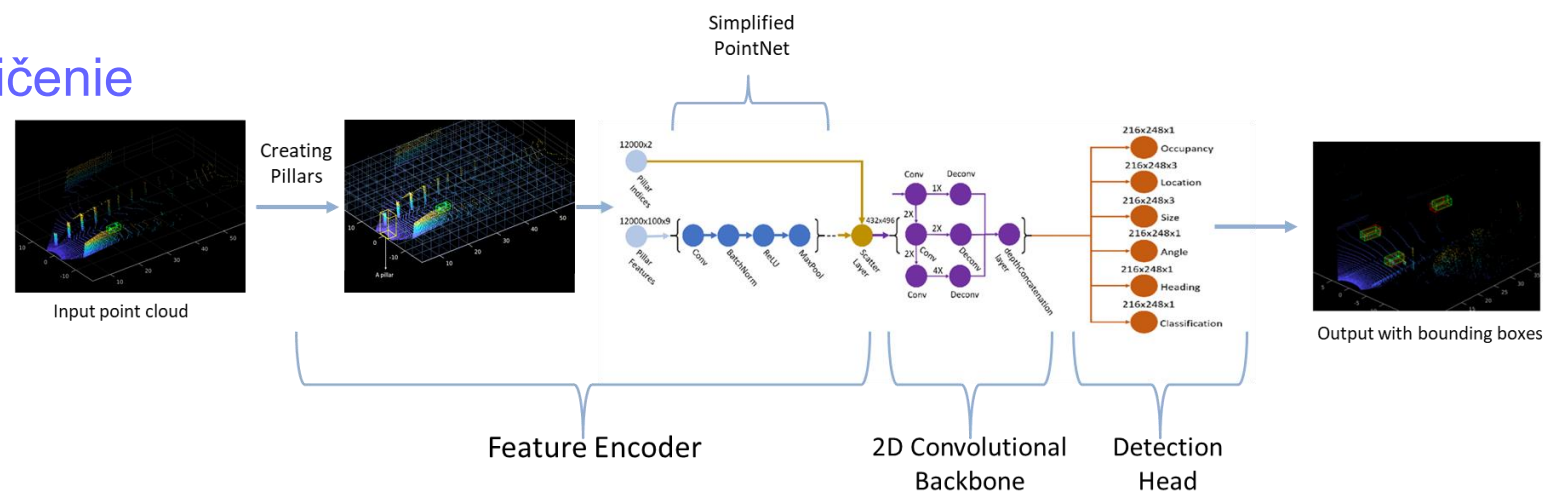 ičenie
Simplified
PointNet
Creating
Pillars
Input point cloud
A pillar
12000x2
Pillar
Indices
12000x100x9
Pillar
Features
Conv
BatchNorm
ReLU
MaxPool
Scatter
Layer
432x496
Conv
Deconv
1X
2X
2X
Conv
Deconv
2X
4X
Conv
Deconv
depthConcatenation
layer
216x248x1
Occupancy
216x248x3
Location
216x248x3
Size
216x248x1
Angle
216x248x1
Heading
216x248x1
Classification
Output with bounding boxes
Feature Encoder
2D Convolutional
Backbone
Detection
Head